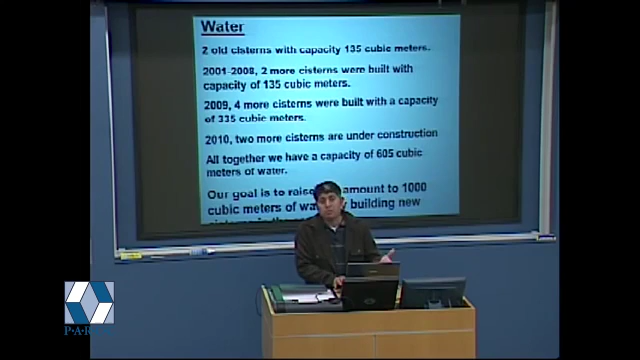 Water
2 old cisterns with capacity 135 cubic meters.
2001-2008, 2 more cisterns were built with
capacity of 135 cubic meters.
2009, 4 more cisterns were built with a capacity
of 335 cubic meters.
2010, two more cisterns are under construction
All together we have a capacity of 605 cubic
meters of water.
Our goal is to raise amount to 1000
cubic meters of building new
P·A·R